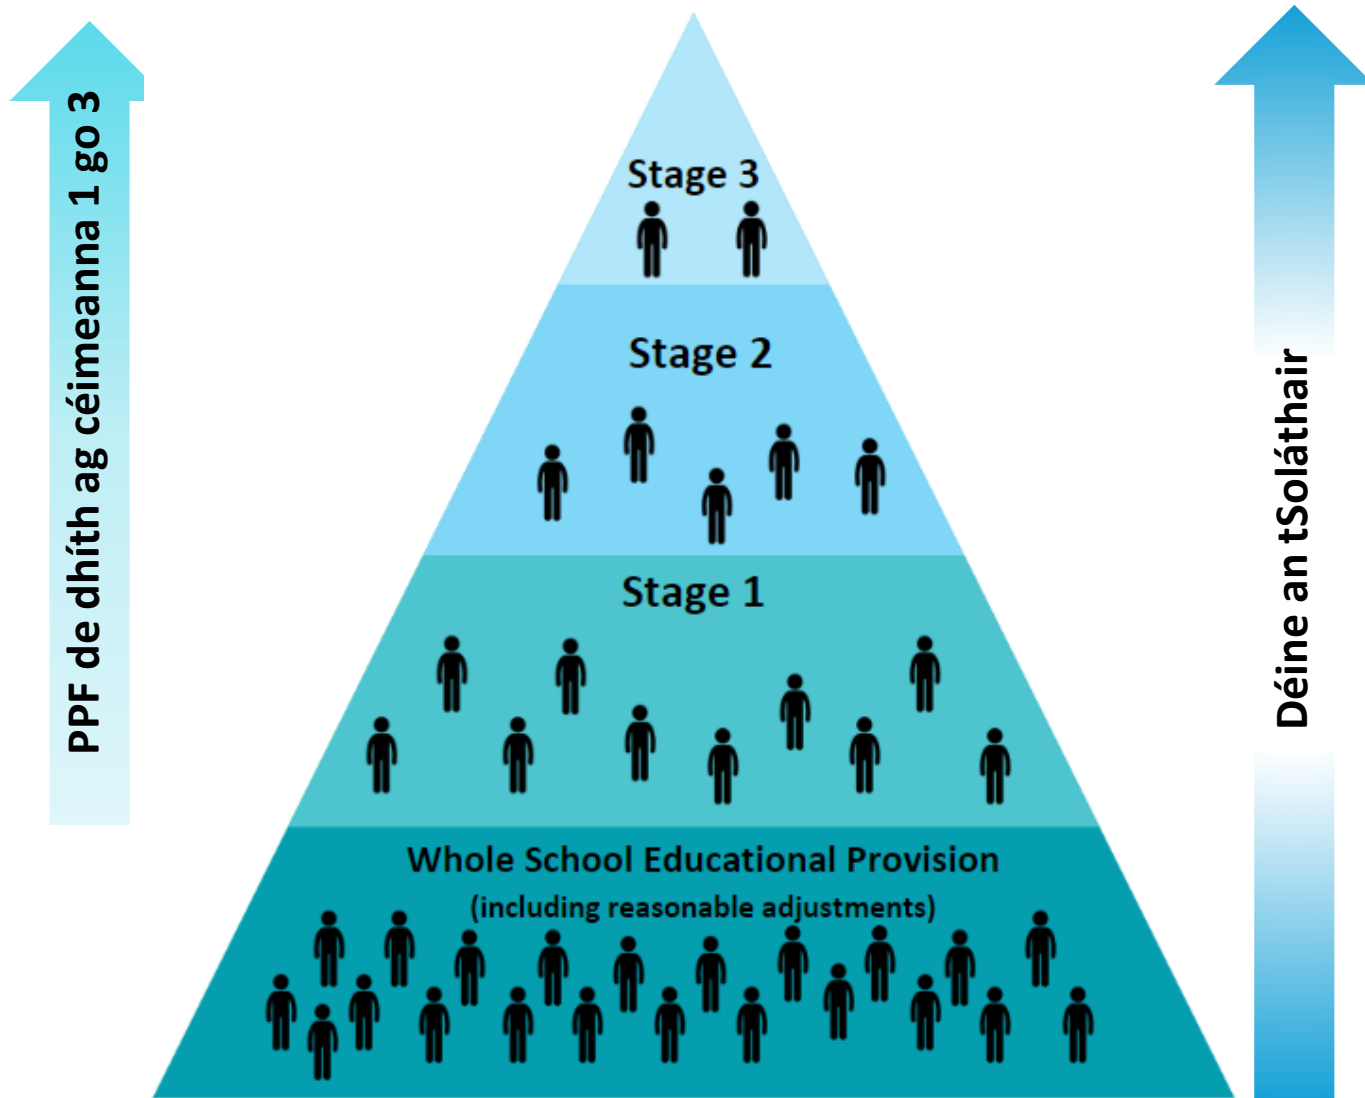 PPF de dhíth ag céimeanna 1 go 3
Stage 3
Stage 2
Stage 1
Whole School Educational Provision
(including reasonable adjustments)
Déine an tSoláthair